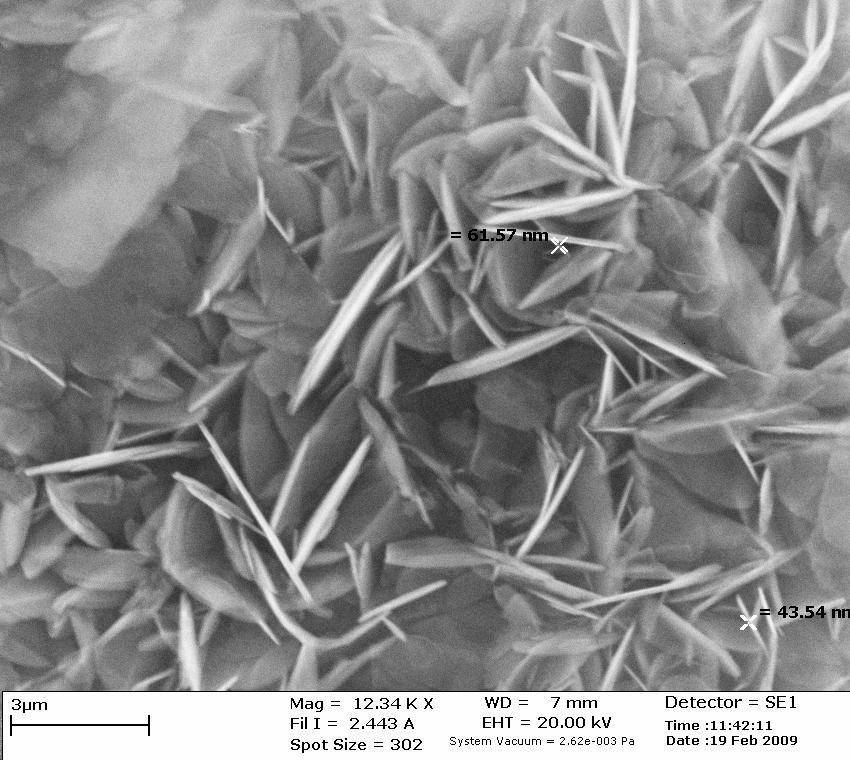 = 61.57 nm
= 43.54 nm
3µm
Mag = 12.34 K X
Fil I = 2.443 A
Spot Size = 302
WD = 7 mm
EHT = 20.00 kV
System Vacuum = 2.62e-003 Pa
Detector = SE1
Time :11:42:11
Date :19 Feb 2009